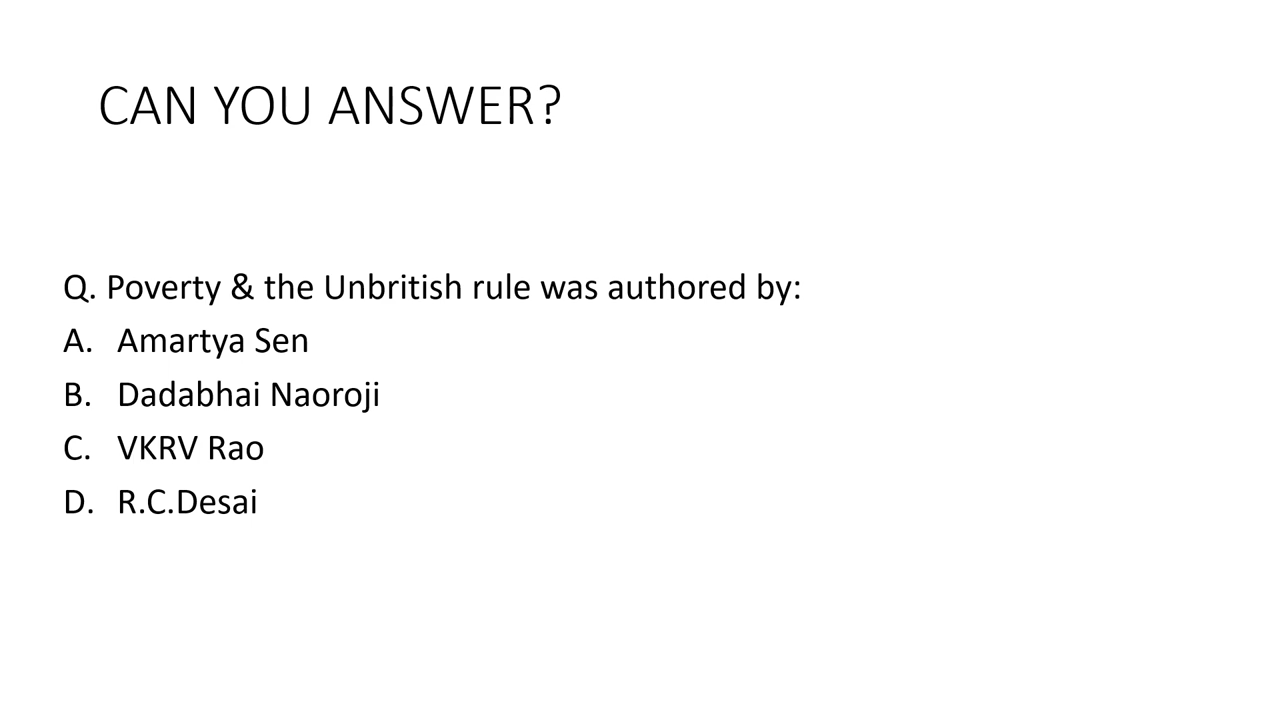 CAN YOU ANSWER?
Q. Poverty & the Unbritish rule was authored by:
A. Amartya Sen
B. Dadabhai Naoroji
C. VKRV Rao
D. R.C.Desai